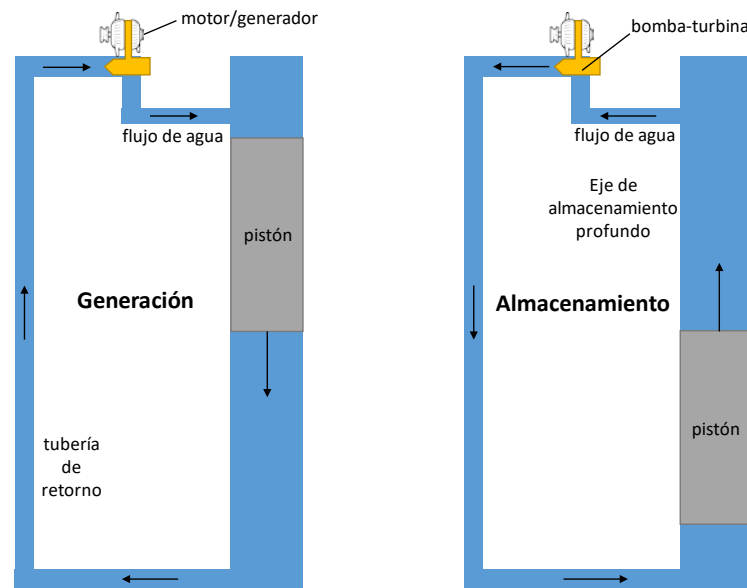 motor/generador
flujo de agua
pistón
Generación
tubería
de
retorno
bomba-turbina
flujo de agua
Eje de
almacenamiento
profundo
Almacenamiento
pistón